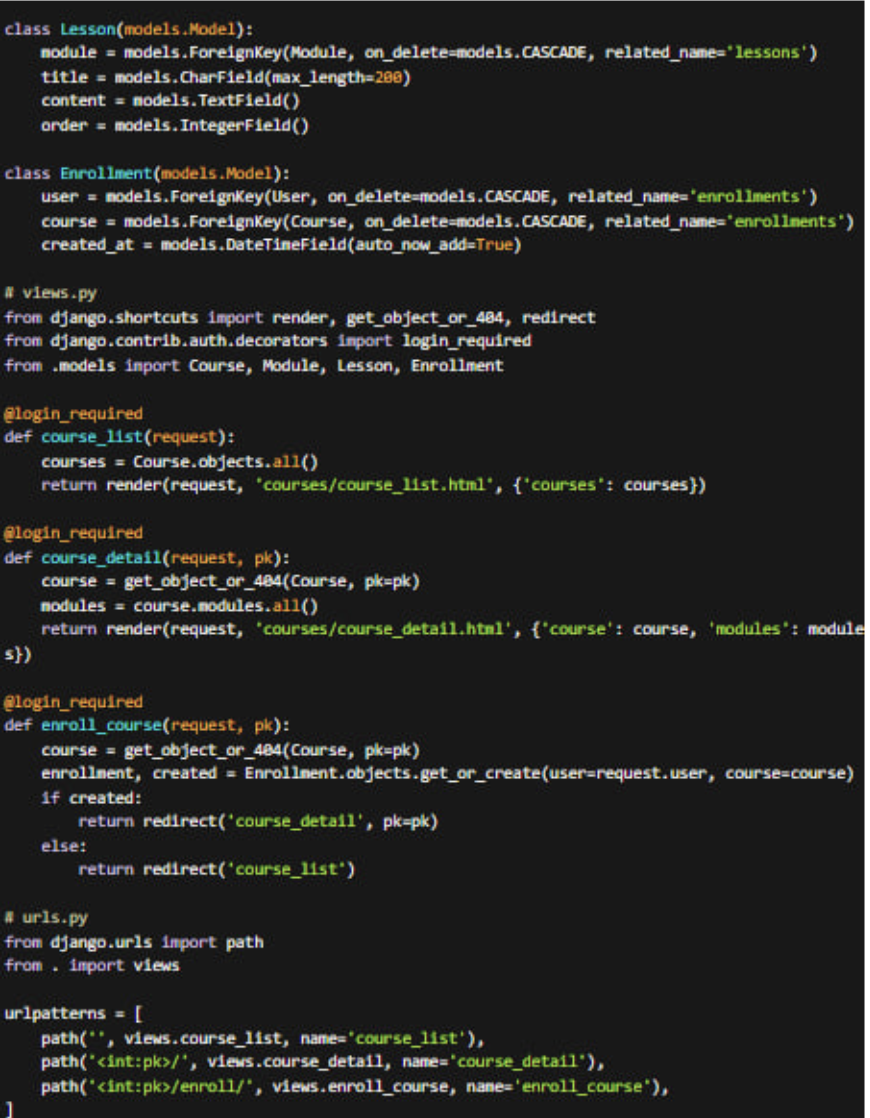 class Lesson(models.Model):
    module = models.ForeignKey(Module, on_delete=models.CASCADE, related_name='lessons')
    title = models.CharField(max_length=200)
    content = models.TextField()
    order = models.IntegerField()

class Enrollment(models.Model):
    user = models.ForeignKey(User, on_delete=models.CASCADE, related_name='enrollments')
    course = models.ForeignKey(Course, on_delete=models.CASCADE, related_name='enrollments')
    created_at = models.DateTimeField(auto_now_add=True)

# views.py
from django.shortcuts import render, get_object_or_404, redirect
from django.contrib.auth.decorators import login_required
from .models import Course, Module, Lesson, Enrollment

@login_required
def course_list(request):
    courses = Course.objects.all()
    return render(request, 'courses/course_list.html', {'courses': courses})

@login_required
def course_detail(request, pk):
    course = get_object_or_404(Course, pk=pk)
    modules = course.modules.all()
    return render(request, 'courses/course_detail.html', {'course': course, 'modules': module
s})

@login_required
def enroll_course(request, pk):
    course = get_object_or_404(Course, pk=pk)
    enrollment, created = Enrollment.objects.get_or_create(user=request.user, course=course)
    if created:
        return redirect('course_detail', pk=pk)
    else:
        return redirect('course_list')

# urls.py
from django.urls import path
from . import views

urlpatterns = [
    path('', views.course_list, name='course_list'),
    path('<int:pk>/', views.course_detail, name='course_detail'),
    path('<int:pk>/enroll/', views.enroll_course, name='enroll_course'),
]